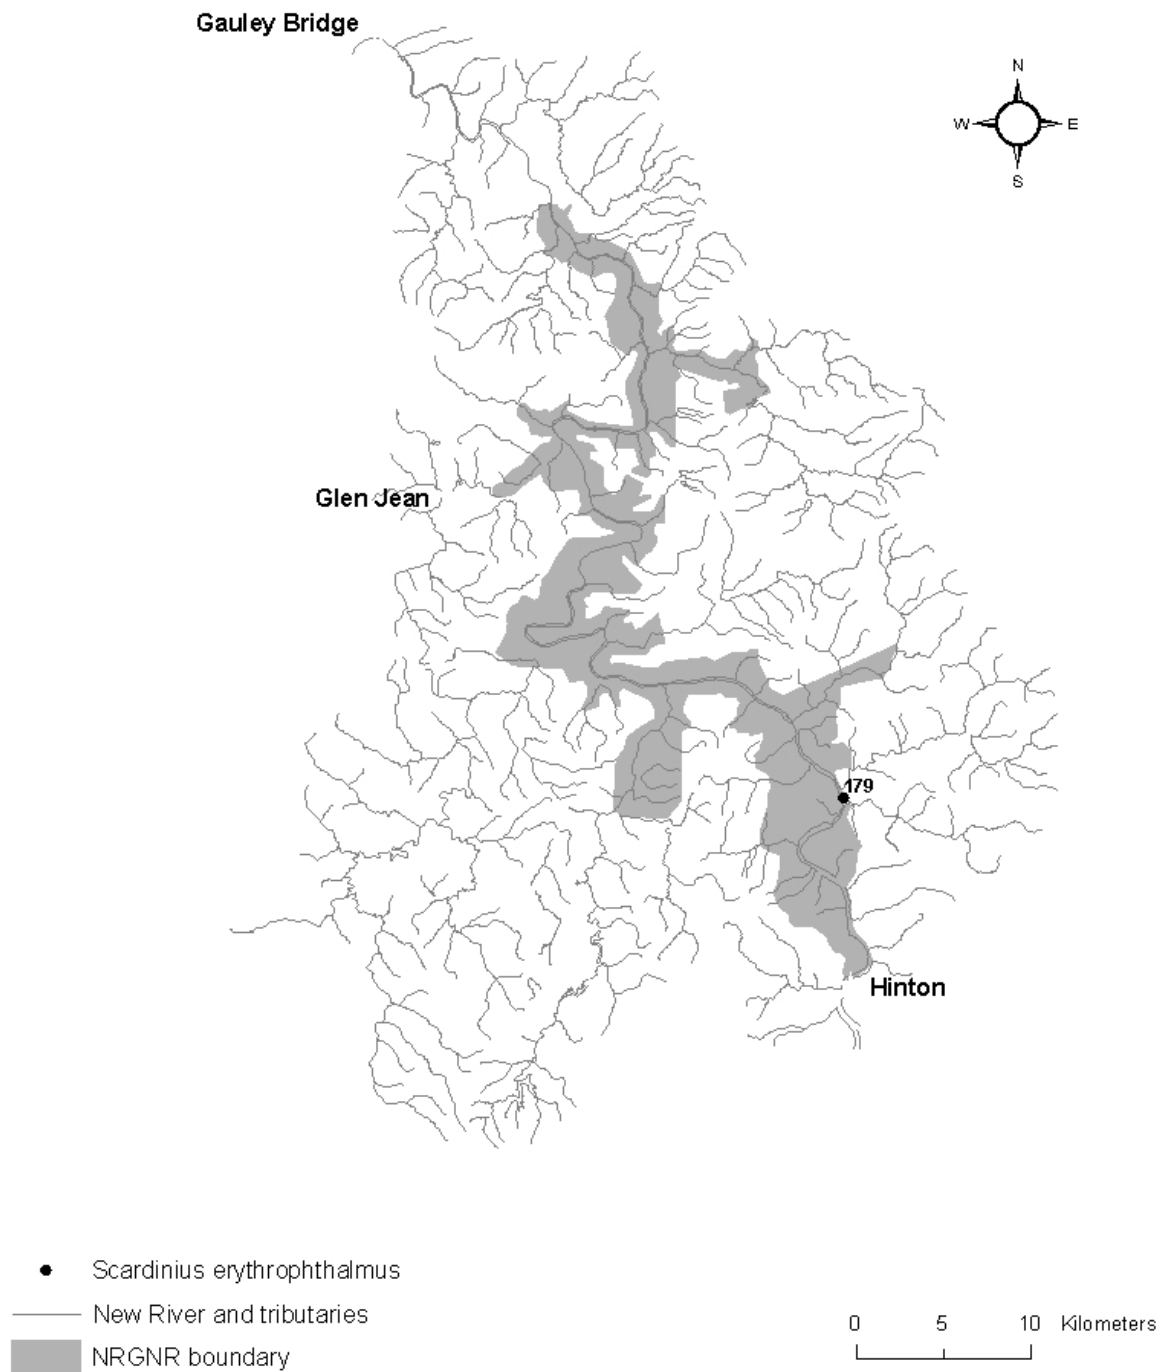 Gauley Bridge
N
W E
S
Glen Jean
179
Hinton
Scardinius erythrophthalmus
New River and tributaries
0 5 10 Kilometers
NRGNR boundary